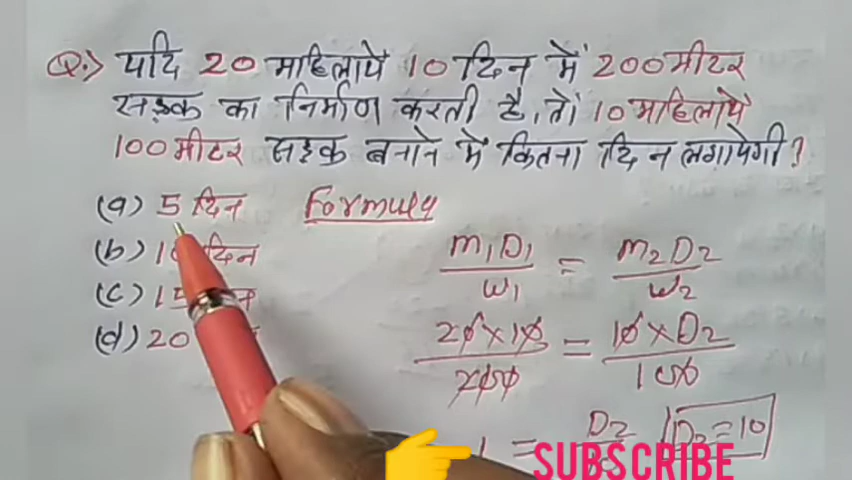 Q:> यदि 20 महिलायें 10 दिन में 200 मीटर
सड़क का निर्माण करती है, तो 10 महिलायें
100 मीटर सड़क बनाने में कितना दिन लगायेगी?
(a) 5 दिन
Formula
(b) दिन
(c)
(d) 20
M1D1/W1 = M2D2/W2
20×10/200 = 10×D2/100
1 = D2 D2=10
SUBSCRIBE